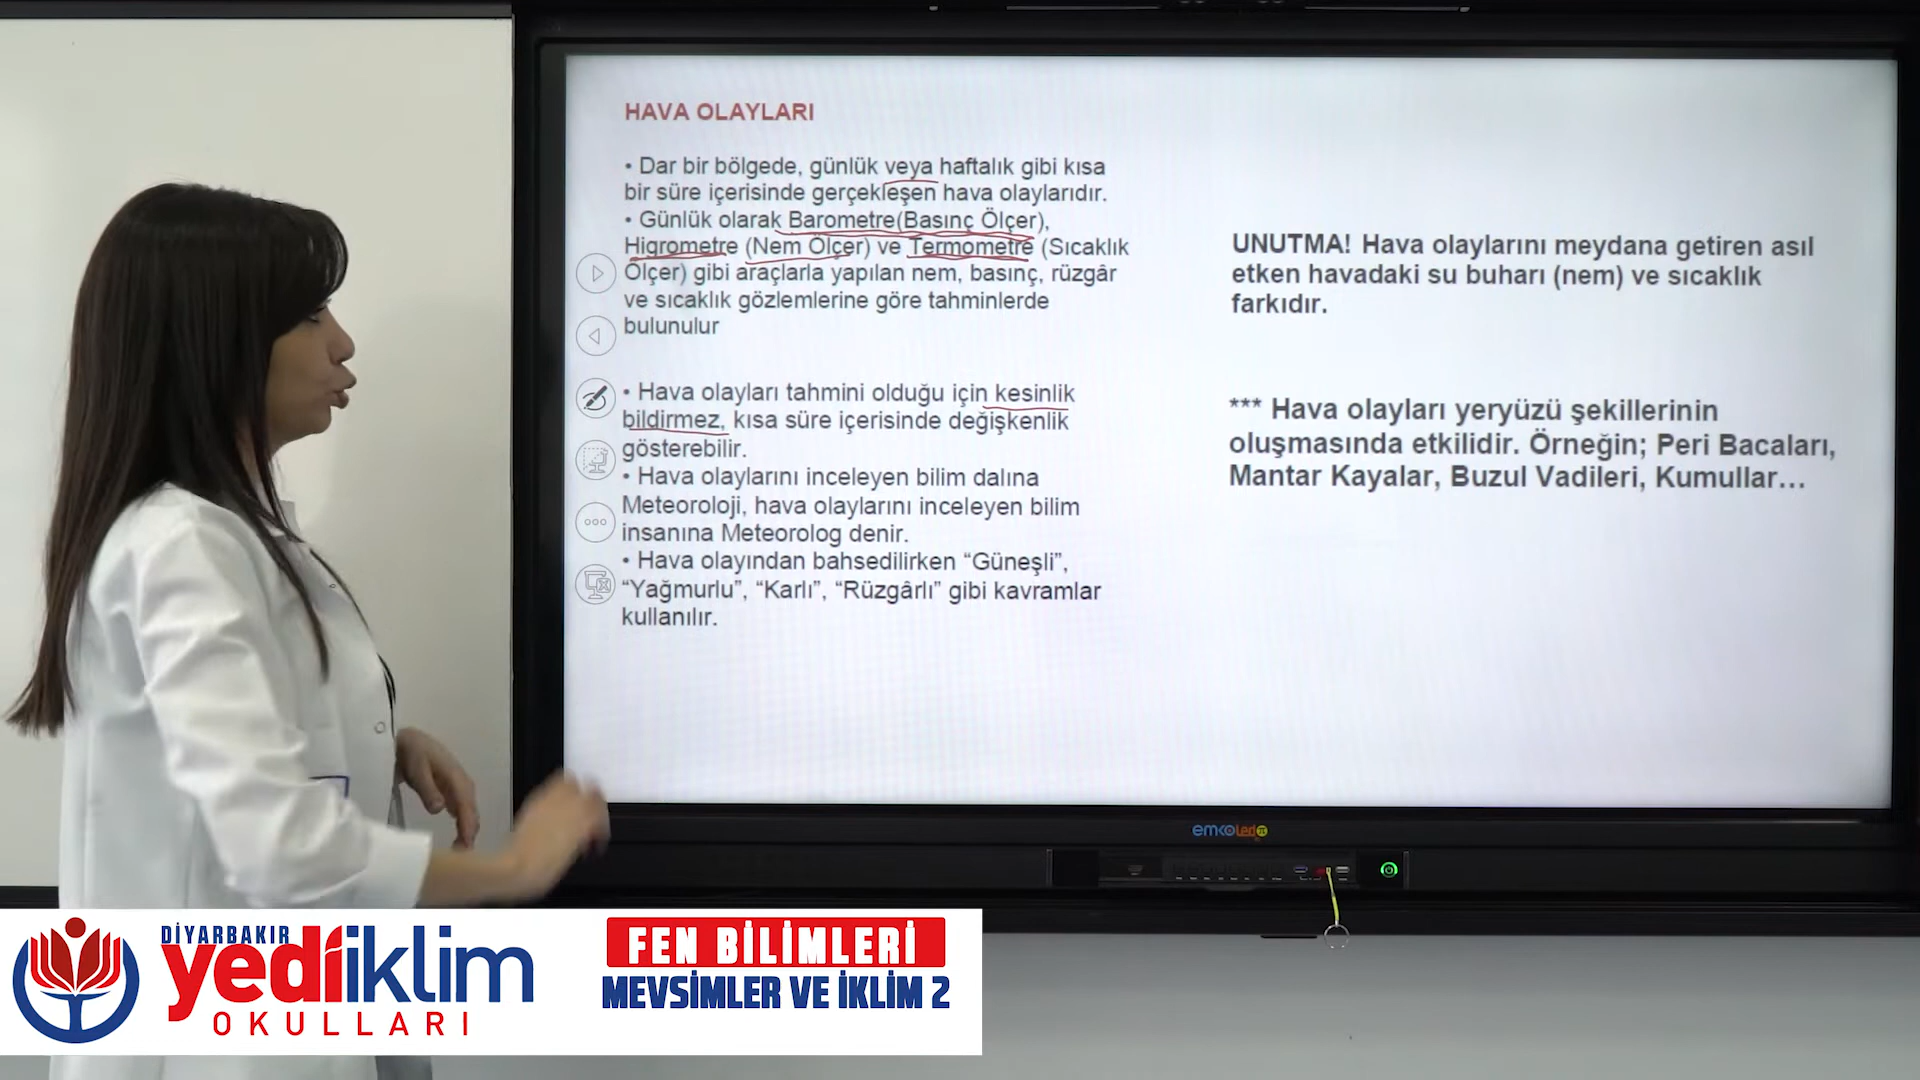 HAVA OLAYLARI
• Dar bir bölgede, günlük veya haftalık gibi kısa
bir süre içerisinde gerçekleşen hava olaylarıdır.
• Günlük olarak Barometre(Basınç Ölçer),
Higrometre (Nem Ölçer) ve Termometre (Sıcaklık
Ölçer) gibi araçlarla yapılan nem, basınç, rüzgâr
ve sıcaklık gözlemlerine göre tahminlerde
bulunulur
• Hava olayları tahmini olduğu için kesinlik
bildirmez, kısa süre içerisinde değişkenlik
gösterebilir.
• Hava olaylarını inceleyen bilim dalına
Meteoroloji, hava olaylarını inceleyen bilim
insanına Meteorolog denir.
• Hava olayından bahsedilirken “Güneşli”,
“Yağmurlu”, “Karlı”, “Rüzgârlı” gibi kavramlar
kullanılır.
UNUTMA! Hava olaylarını meydana getiren asıl
etken havadaki su buharı (nem) ve sıcaklık
farkıdır.
*** Hava olayları yeryüzü şekillerinin
oluşmasında etkilidir. Örneğin; Peri Bacaları,
Mantar Kayalar, Buzul Vadileri, Kumullar...
emkoled
DİYARBAKIR
yediiklim
OKULLARI
FEN BİLİMLERİ
MEVSİMLER VE İKLİM 2